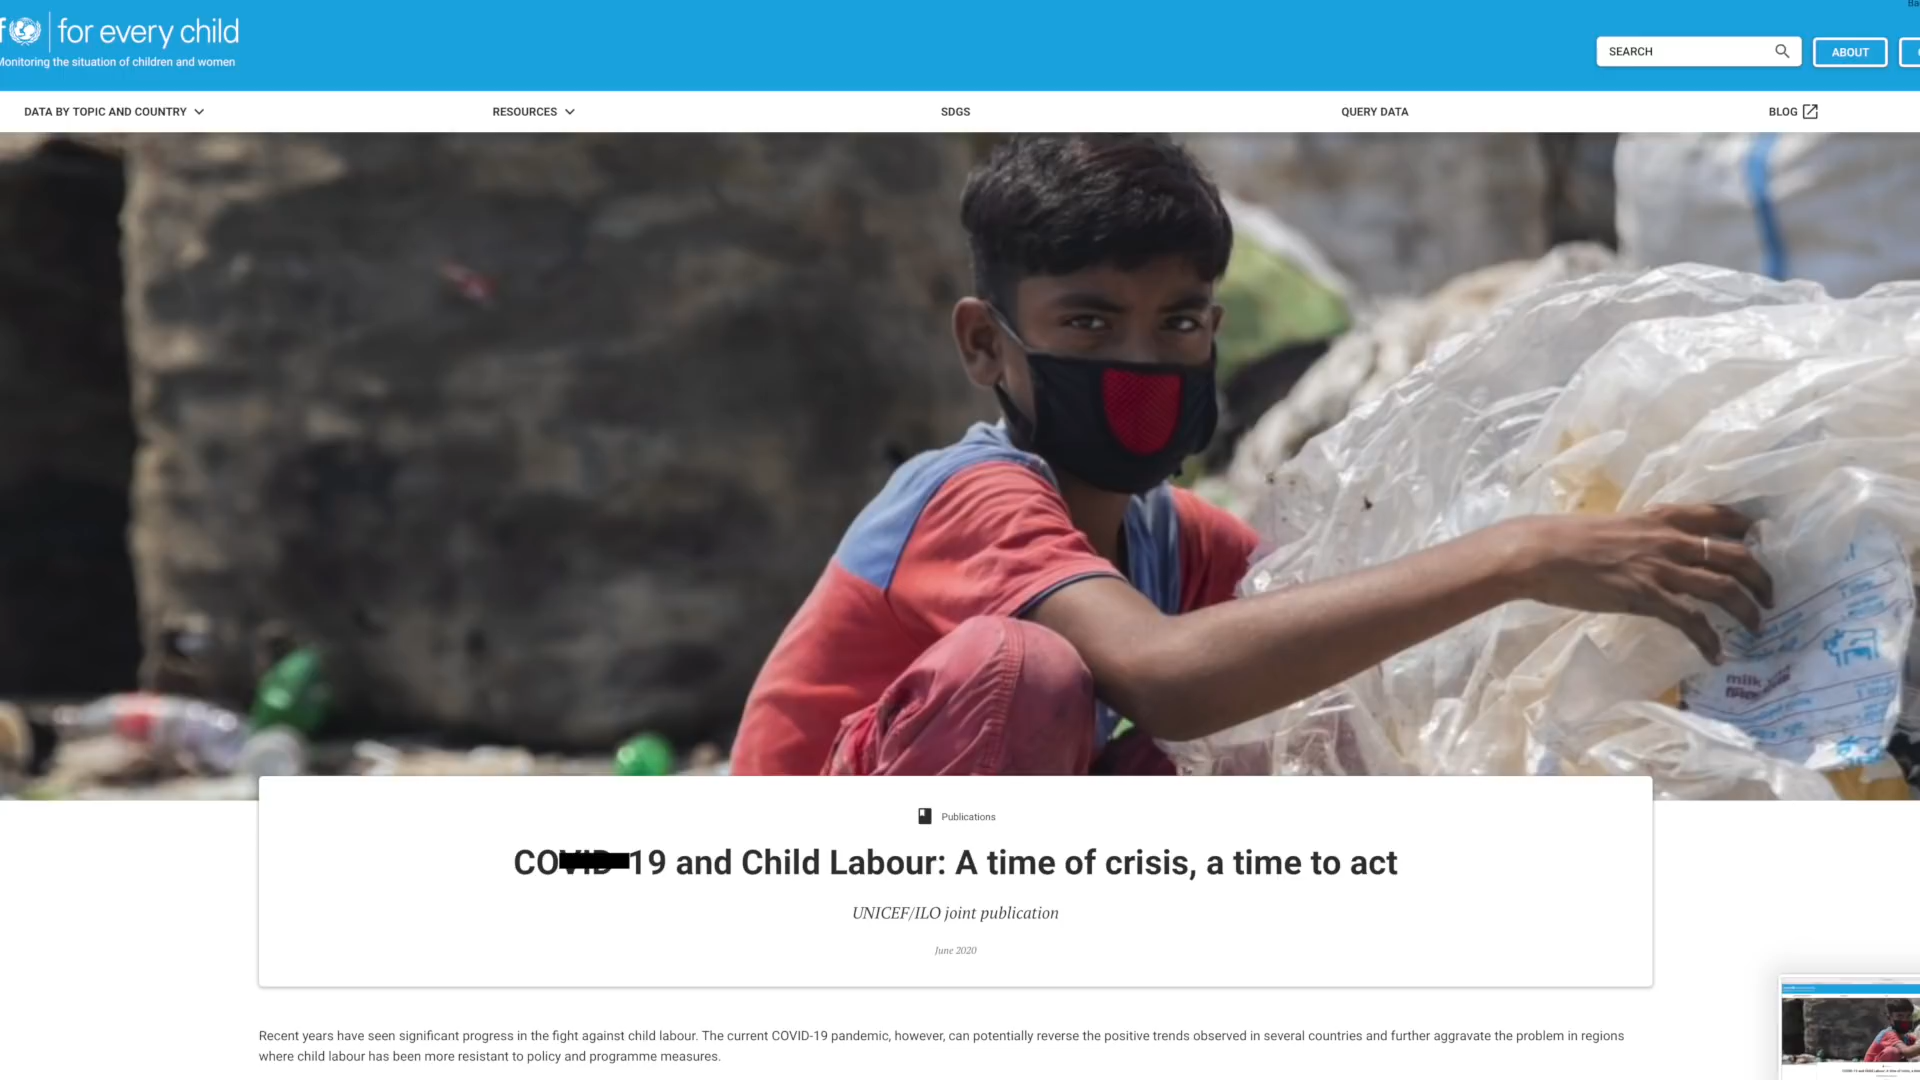 f for every child
Monitoring the situation of children and women
SEARCH
ABOUT
DATA BY TOPIC AND COUNTRY
RESOURCES
SDGS
QUERY DATA
BLOG
milk
Publications
COVID-19 and Child Labour: A time of crisis, a time to act
UNICEF/ILO joint publication
June 2020
Recent years have seen significant progress in the fight against child labour. The current COVID-19 pandemic, however, can potentially reverse the positive trends observed in several countries and further aggravate the problem in regions
where child labour has been more resistant to policy and programme measures.